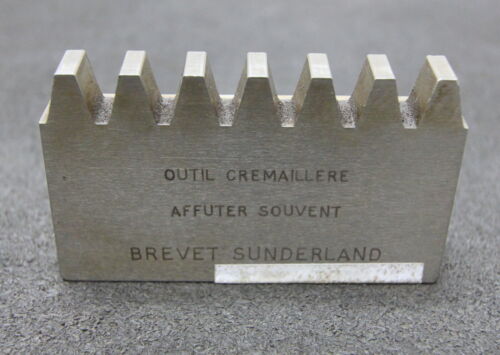 OUTIL CREMAILLERE
AFFUTER SOUVENT
BREVET SUNDERLAND